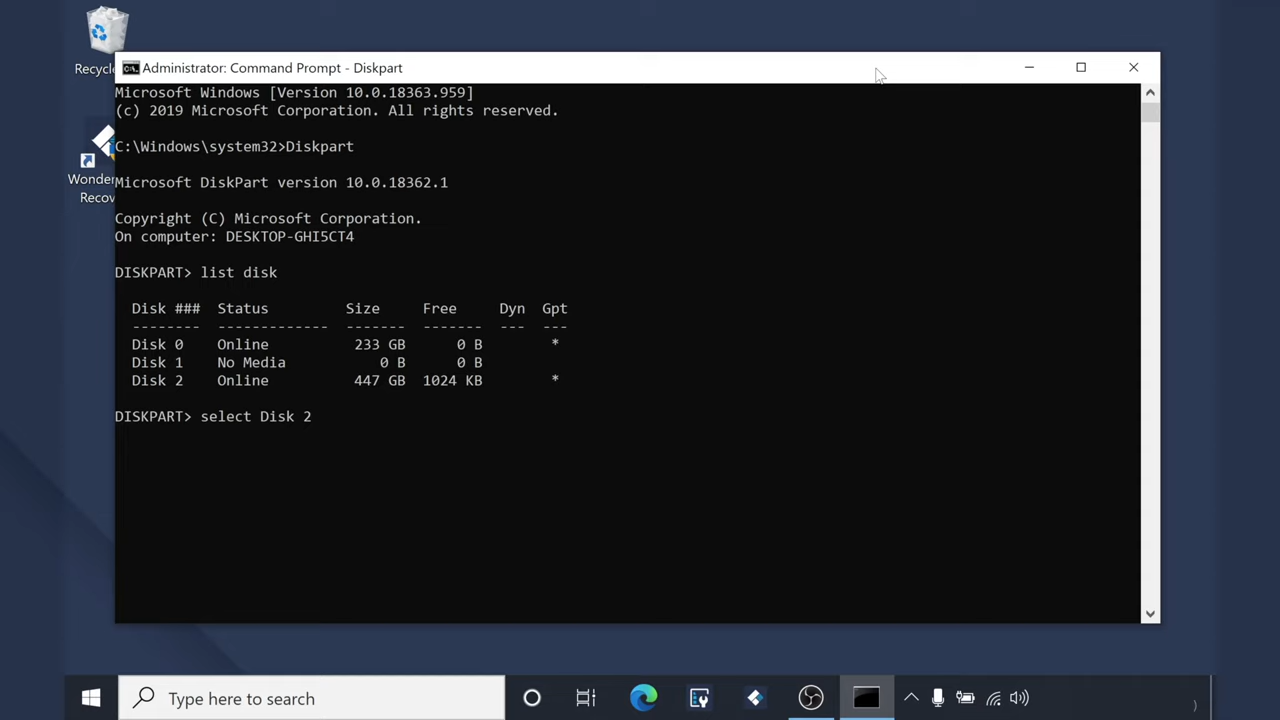 Recycle
Administrator: Command Prompt - Diskpart
Microsoft Windows [Version 10.0.18363.959]
(c) 2019 Microsoft Corporation. All rights reserved.
C:\Windows\system32>Diskpart
Wonder
Recov
Microsoft DiskPart version 10.0.18362.1
Copyright (C) Microsoft Corporation.
On computer: DESKTOP-GHI5CT4
DISKPART> list disk
Disk ### Status Size Free Dyn Gpt
-------- ------------- ------- ------- --- ---
Disk 0 Online 233 GB 0 B *
Disk 1 No Media 0 B 0 B
Disk 2 Online 447 GB 1024 KB *
DISKPART> select Disk 2
Type here to search